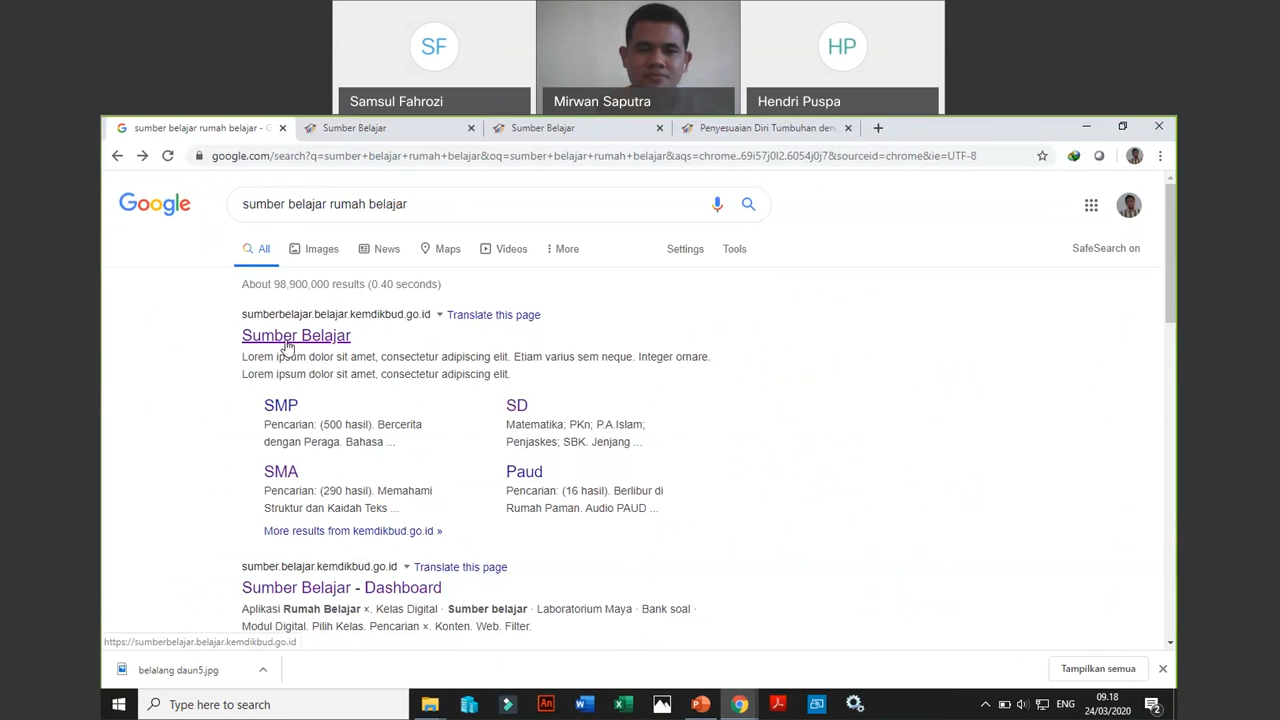 SF
HP
Samsul Fahrozi
Mirwan Saputra
Hendri Puspa
sumber belajar rumah belajar - G
Sumber Belajar
Sumber Belajar
Penyesuaian Diri Tumbuhan den
google.com/search?q=sumber+belajar+rumah+belajar&oq=sumber+belajar+rumah+belajar&aqs=chrome..69i57j0l2.6054j0j7&sourceid=chrome&ie=UTF-8
Google
sumber belajar rumah belajar
All
Images
News
Maps
Videos
More
Settings
Tools
SafeSearch on
About 98,900,000 results (0.40 seconds)
sumberbelajar.belajar.kemdikbud.go.id
Translate this page
Sumber Belajar
Lorem ipsum dolor sit amet, consectetur adipiscing elit. Etiam varius sem neque. Integer ornare.
Lorem ipsum dolor sit amet, consectetur adipiscing elit.
SMP
Pencarian: (500 hasil). Bercerita
dengan Peraga. Bahasa ...
SD
Matematika; PKn; P.A.Islam;
Penjaskes; SBK. Jenjang ...
SMA
Pencarian: (290 hasil). Memahami
Struktur dan Kaidah Teks ...
Paud
Pencarian: (16 hasil). Berlibur di
Rumah Paman. Audio PAUD ...
More results from kemdikbud.go.id »
sumber.belajar.kemdikbud.go.id
Translate this page
Sumber Belajar - Dashboard
Aplikasi Rumah Belajar ×. Kelas Digital · Sumber belajar · Laboratorium Maya · Bank soal ·
Modul Digital. Pilih Kelas. Pencarian ×. Konten. Web. Filter.
https://sumberbelajar.belajar.kemdikbud.go.id
belalang daun5.jpg
Tampilkan semua
Type here to search
An
ENG
09.18
24/03/2020
2